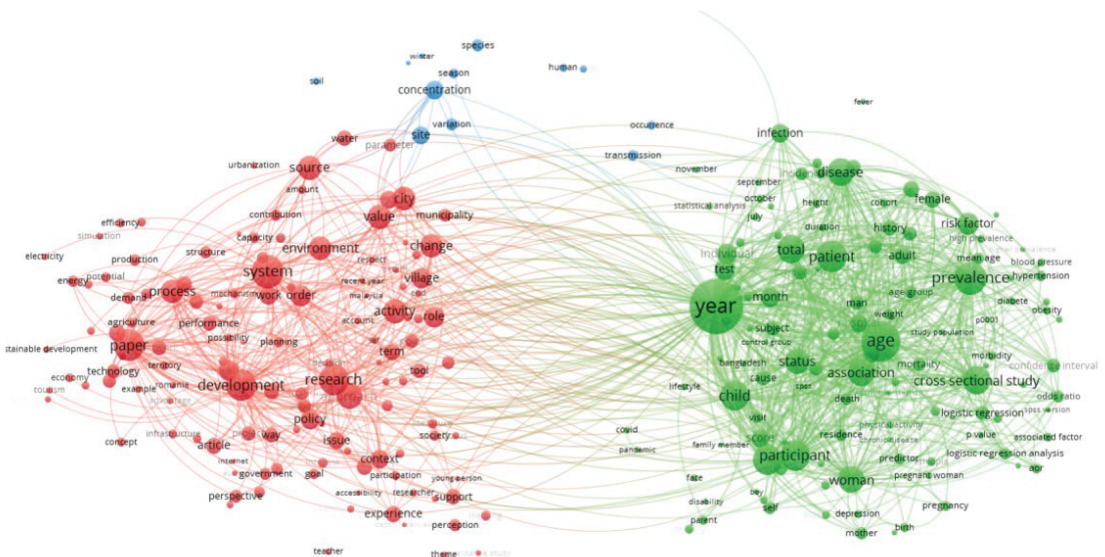 species
winter
human
season
soil
concentration
fever
variation
site
occurrence
infection
water
parameter
transmission
urbanization
source
november
disease
amount
september
statistical analysis
october
height
cohort
female
city
value
municipality
july
duration
history
risk factor
contribution
efficiency
simulation
capacity
environment
change
individual
total
patient
adult
high prevalence
structure
electricity
production
respect
test
mean age
blood pressure
system
village
recent year
hypertension
energy
potential
process
mechanism
work
order
malaysia
month
prevalence
age group
demand
year
man
diabete
obesity
activity
role
weight
p0001
agriculture
performance
account
subject
possibility
planning
control group
age
study population
paper
term
stainable development
territory
bangladesh
status
mortality
morbidity
confidence interval
technology
tool
cause
association
economy
romania
development
research
lifestyle
spss
cross sectional study
tourism
example
child
death
odds ratio
advantage
policy
visit
logistic regression
spss version
physical activity
infrastructure
way
issue
society
covid
score
residence
p value
associated factor
concept
article
family member
chronic disease
pandemic
participant
predictor
logistic regression analysis
internet
context
government
goal
participation
young person
face
pregnant woman
aor
woman
perspective
accessibility
researcher
support
disability
boy
self
experience
depression
pregnancy
parent
perception
birth
mother
teacher
theme